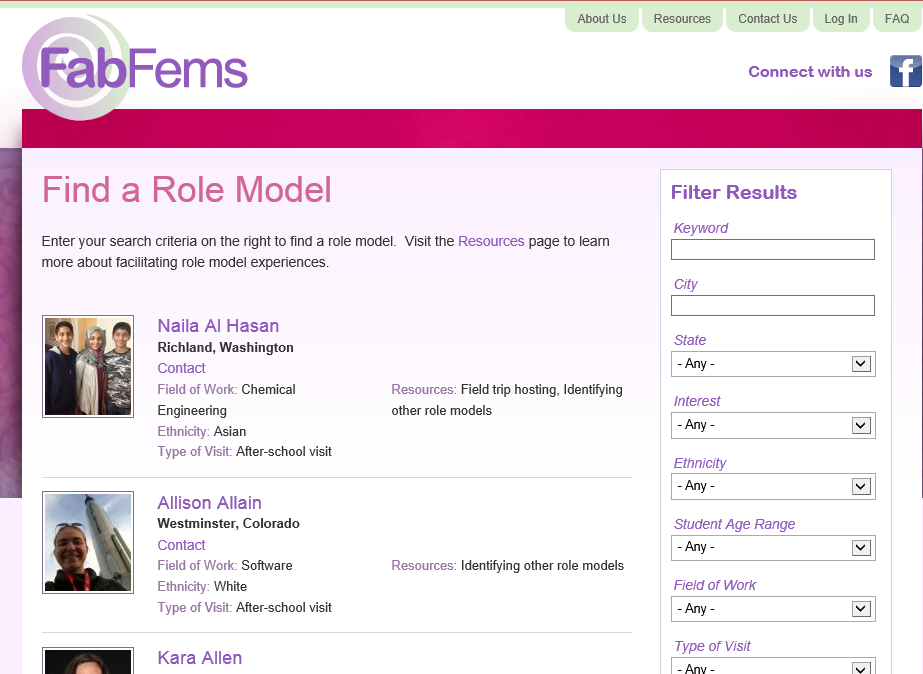 About Us
Resources
Contact Us
Log In
FAQ
FabFems
Connect with us
f
Find a Role Model
Enter your search criteria on the right to find a role model.  Visit the Resources page to learn
more about facilitating role model experiences.
Naila Al Hasan
Richland, Washington
Contact
Field of Work: Chemical
Engineering
Ethnicity: Asian
Type of Visit: After-school visit
Resources: Field trip hosting, Identifying
other role models
Allison Allain
Westminster, Colorado
Contact
Field of Work: Software
Ethnicity: White
Type of Visit: After-school visit
Resources: Identifying other role models
Kara Allen
Filter Results
Keyword
City
State
- Any -
Interest
- Any -
Ethnicity
- Any -
Student Age Range
- Any -
Field of Work
- Any -
Type of Visit
- Any -